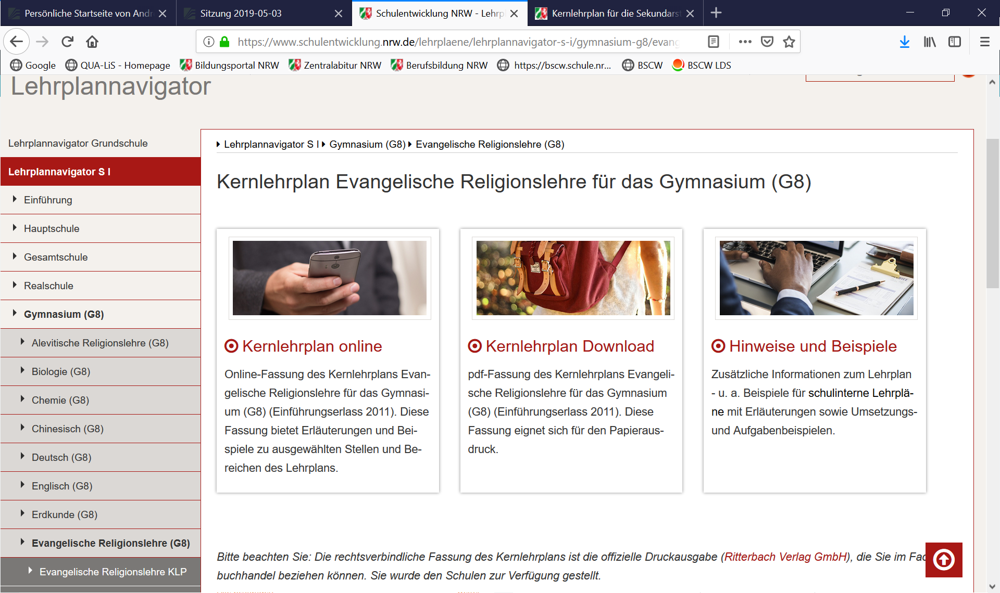 Persönliche Startseite von Andr
Sitzung 2019-05-03
Schulentwicklung NRW - Lehrp
Kernlehrplan für die Sekundarst
https://www.schulentwicklung.nrw.de/lehrplaene/lehrplannavigator-s-i/gymnasium-g8/evang
Google
QUA-LiS - Homepage
Bildungsportal NRW
Zentralabitur NRW
Berufsbildung NRW
https://bscw.schule.nr...
BSCW
BSCW LDS
Lehrplannavigator
Lehrplannavigator Grundschule
Lehrplannavigator S I
Einführung
Hauptschule
Gesamtschule
Realschule
Gymnasium (G8)
Alevitische Religionslehre (G8)
Biologie (G8)
Chemie (G8)
Chinesisch (G8)
Deutsch (G8)
Englisch (G8)
Erdkunde (G8)
Evangelische Religionslehre (G8)
Evangelische Religionslehre KLP
Lehrplannavigator S I Gymnasium (G8) Evangelische Religionslehre (G8)
Kernlehrplan Evangelische Religionslehre für das Gymnasium (G8)
Kernlehrplan online
Online-Fassung des Kernlehrplans Evan-
gelische Religionslehre für das Gymnasi-
um (G8) (Einführungserlass 2011). Diese
Fassung bietet Erläuterungen und Bei-
spiele zu ausgewählten Stellen und Be-
reichen des Lehrplans.
Kernlehrplan Download
pdf-Fassung des Kernlehrplans Evangeli-
sche Religionslehre für das Gymnasium
(G8) (Einführungserlass 2011). Diese
Fassung eignet sich für den Papieraus-
druck.
Hinweise und Beispiele
Zusätzliche Informationen zum Lehrplan
- u. a. Beispiele für schulinterne Lehrplä-
ne mit Erläuterungen sowie Umsetzungs-
und Aufgabenbeispielen.
Bitte beachten Sie: Die rechtsverbindliche Fassung des Kernlehrplans ist die offizielle Druckausgabe (Ritterbach Verlag GmbH), die Sie im Fac
buchhandel beziehen können. Sie wurde den Schulen zur Verfügung gestellt.